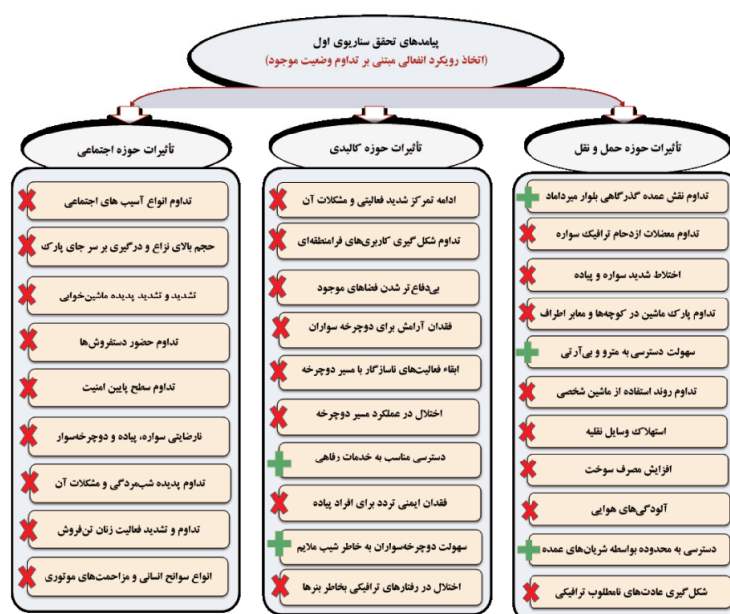 پیامدهای تحقق سناریوی اول
(اتخاذ رویکرد انفعالی مبتنی بر تداوم وضعیت موجود)
تأثیرات حوزه حمل و نقل
تداوم نقش عمده گذرگاهی بلوار میرداماد
تداوم معضلات ازدحام ترافیک سواره
اختلاط شدید سواره و پیاده
تداوم پارک ماشین در کوچه‌ها و معابر اطراف
سهولت دسترسی به مترو و بی‌آر‌تی
تداوم روند استفاده از ماشین شخصی
استهلاک وسایل نقلیه
افزایش مصرف سوخت
آلودگی‌های هوایی
دسترسی به محدوده بواسطه شریان‌های عمده
شکل‌گیری عادت‌های نامطلوب ترافیکی
تأثیرات حوزه کالبدی
ادامه تمرکز شدید فعالیتی و مشکلات آن
تداوم شکل‌گیری کاربری‌های فرامنطقه‌ای
بی‌دفاع‌تر شدن فضاهای موجود
فقدان آرامش برای دوچرخه سواران
ابقاء فعالیت‌های ناسازگار با مسیر دوچرخه
اختلال در عملکرد مسیر دوچرخه
دسترسی مناسب به خدمات رفاهی
فقدان ایمنی تردد برای افراد پیاده
سهولت دوچرخه‌سواران به خاطر شیب ملایم
اختلال در رفتارهای ترافیکی بخاطر بنرها
تأثیرات حوزه اجتماعی
تداوم انواع آسیب های اجتماعی
حجم بالای نزاع و درگیری بر سر جای پارک
تشدید و تشدید پدیده ماشین‌خوابی
تداوم حضور دستفروش‌ها
تداوم سطح پایین امنیت
نارضایتی سواره، پیاده و دوچرخه‌سوار
تداوم پدیده شب‌مردگی و مشکلات آن
تداوم و تشدید فعالیت زنان تن‌فروش
انواع سوانح انسانی و مزاحمت‌های موتوری